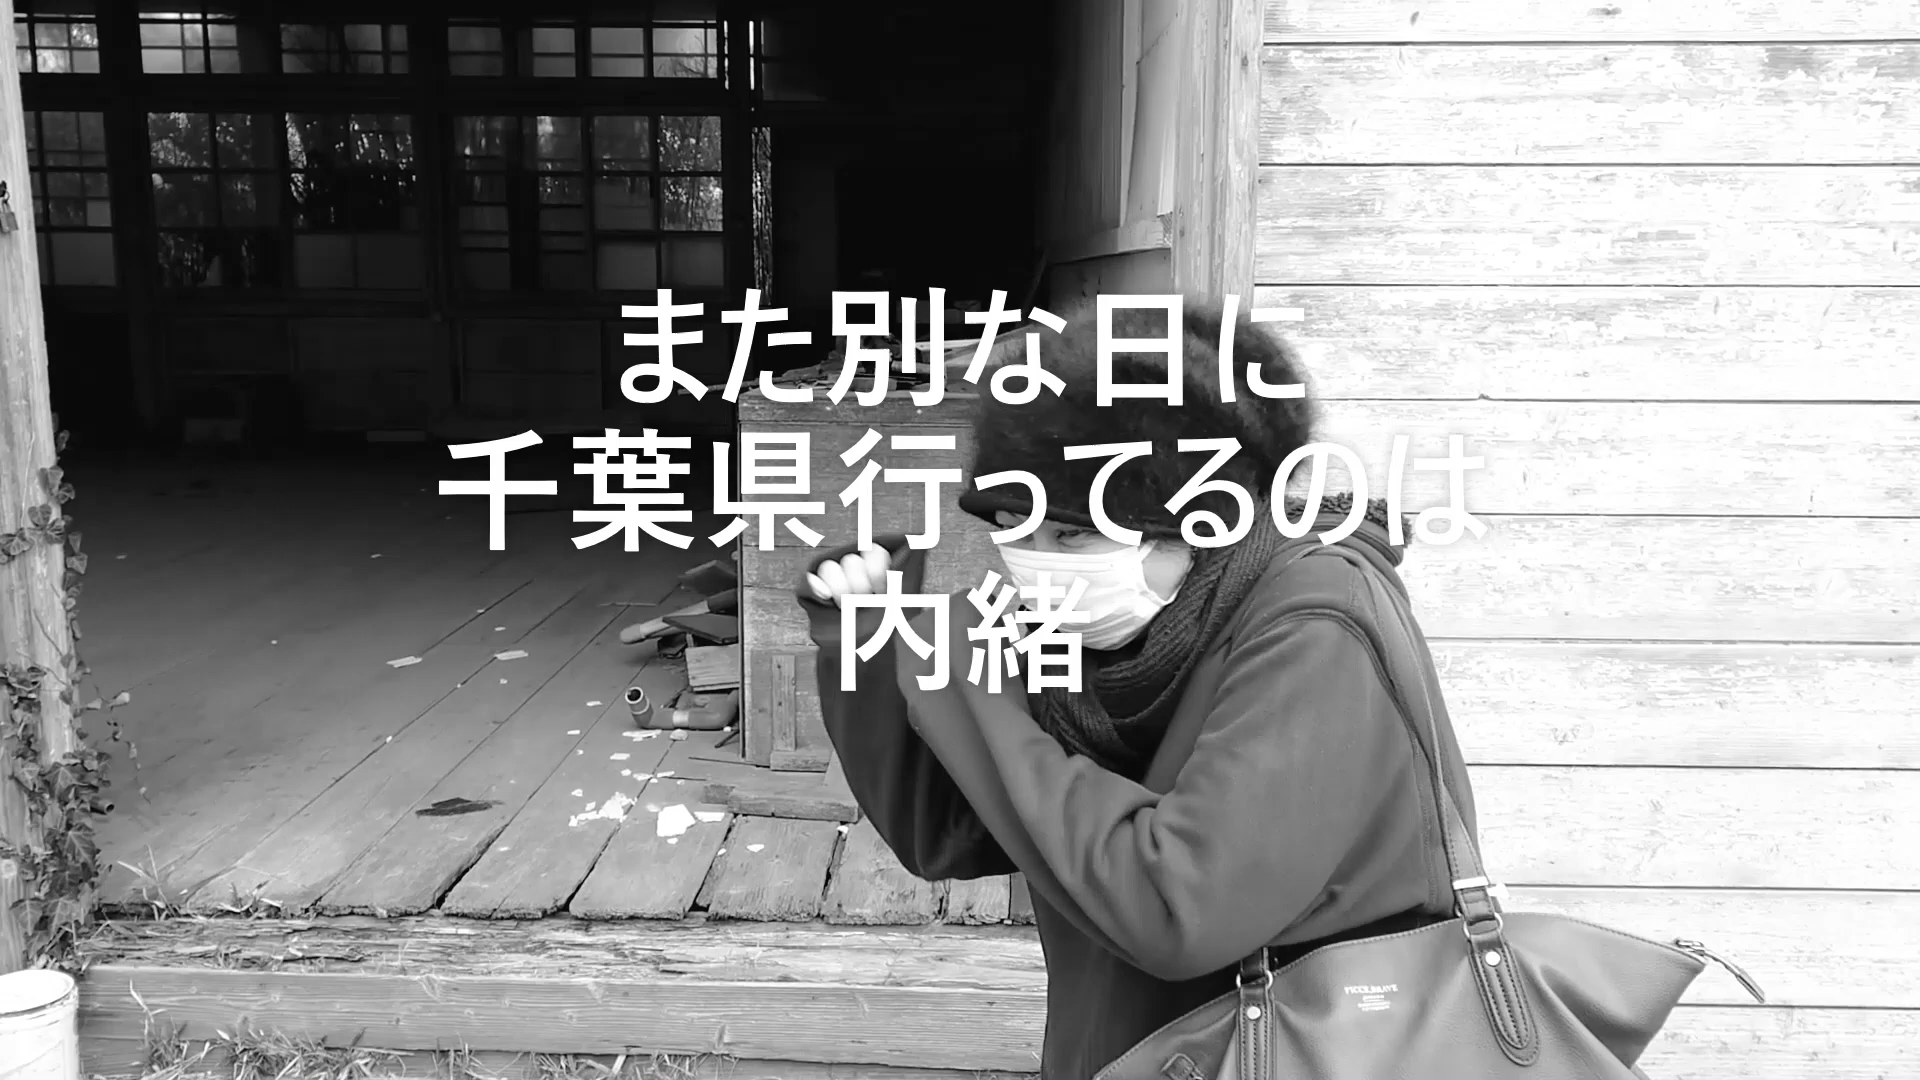 また別な日に
千葉県行ってるのは
内緒